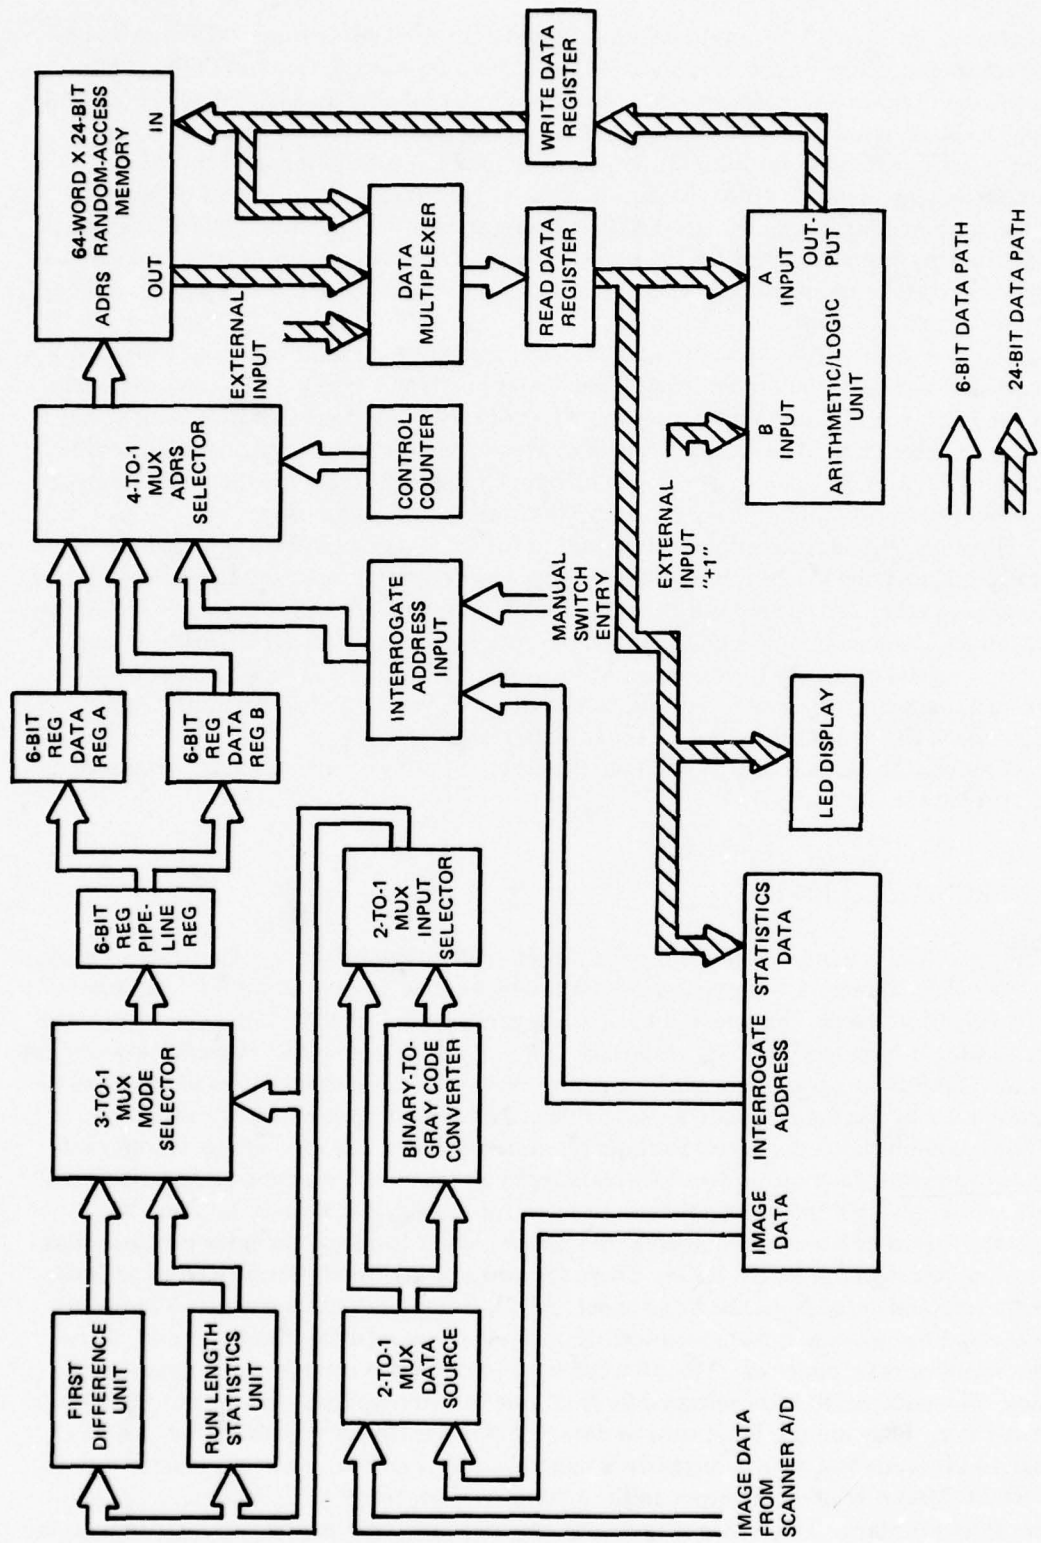 FIRST
DIFFERENCE
UNIT
RUN LENGTH
STATISTICS
UNIT
3-TO-1
MUX
MODE
SELECTOR
6-BIT
REG
PIPE-
LINE
REG
6-BIT
REG
DATA
REG A
6-BIT
REG
DATA
REG B
4-TO-1
MUX
ADRS
SELECTOR
64-WORD X 24-BIT
RANDOM-ACCESS
MEMORY
ADRS
OUT
IN
EXTERNAL
INPUT
2-TO-1
MUX DATA
SOURCE
BINARY-TO-
GRAY CODE
CONVERTER
2-TO-1
MUX INPUT
SELECTOR
INTERROGATE
ADDRESS
INPUT
CONTROL
COUNTER
DATA
MULTIPLEXER
MANUAL
SWITCH
ENTRY
READ DATA
REGISTER
WRITE DATA
REGISTER
IMAGE DATA
FROM
SCANNER A/D
IMAGE
DATA
INTERROGATE
ADDRESS
STATISTICS
DATA
LED DISPLAY
EXTERNAL
INPUT
"+1"
B
INPUT
A
INPUT
OUT-
PUT
ARITHMETIC/LOGIC
UNIT
6-BIT DATA PATH
24-BIT DATA PATH